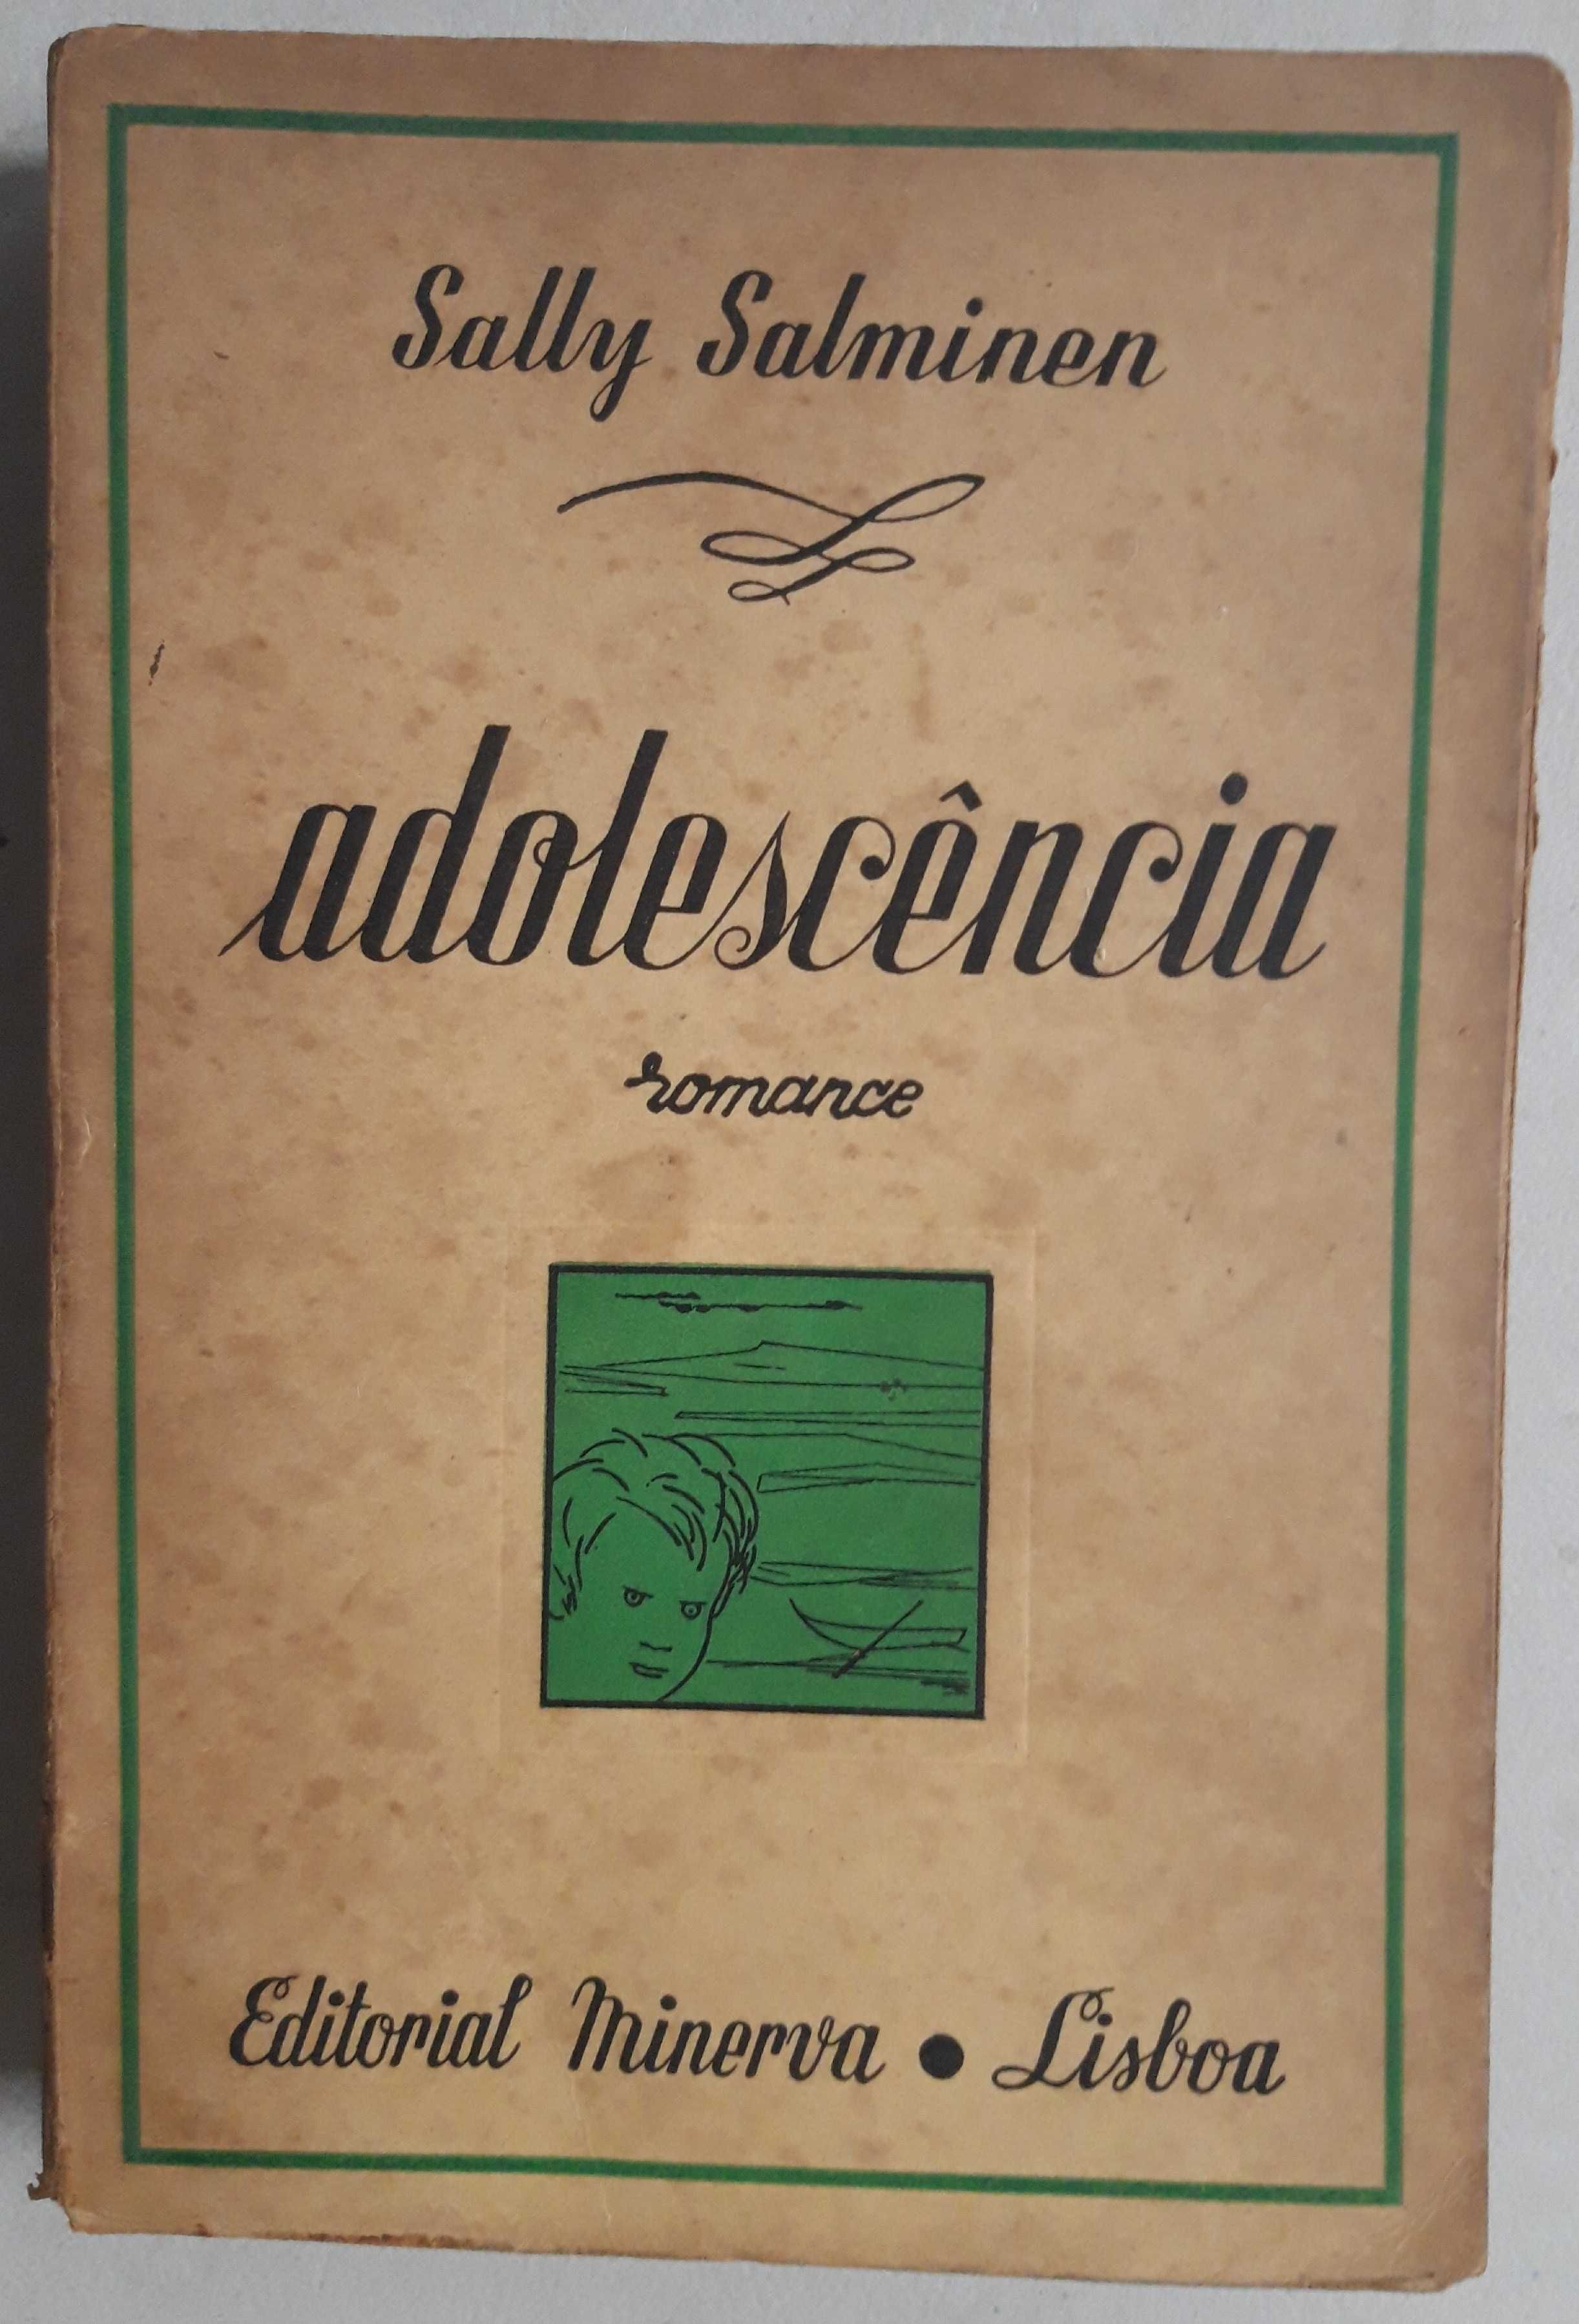 Sally Salminen
adolescência
romance
Editorial Minerva • Lisboa